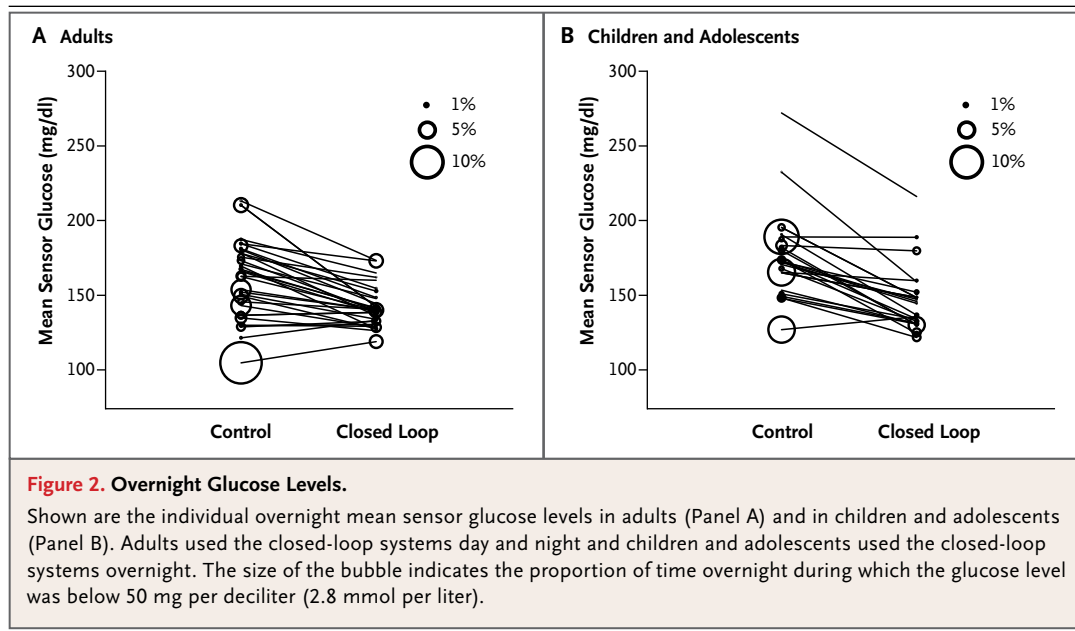 A Adults
300
250
200
150
100
Mean Sensor Glucose (mg/dl)
1%
5%
10%
Control
Closed Loop
B Children and Adolescents
300
250
200
150
100
Mean Sensor Glucose (mg/dl)
1%
5%
10%
Control
Closed Loop
Figure 2. Overnight Glucose Levels.
Shown are the individual overnight mean sensor glucose levels in adults (Panel A) and in children and adolescents
(Panel B). Adults used the closed-loop systems day and night and children and adolescents used the closed-loop
systems overnight. The size of the bubble indicates the proportion of time overnight during which the glucose level
was below 50 mg per deciliter (2.8 mmol per liter).